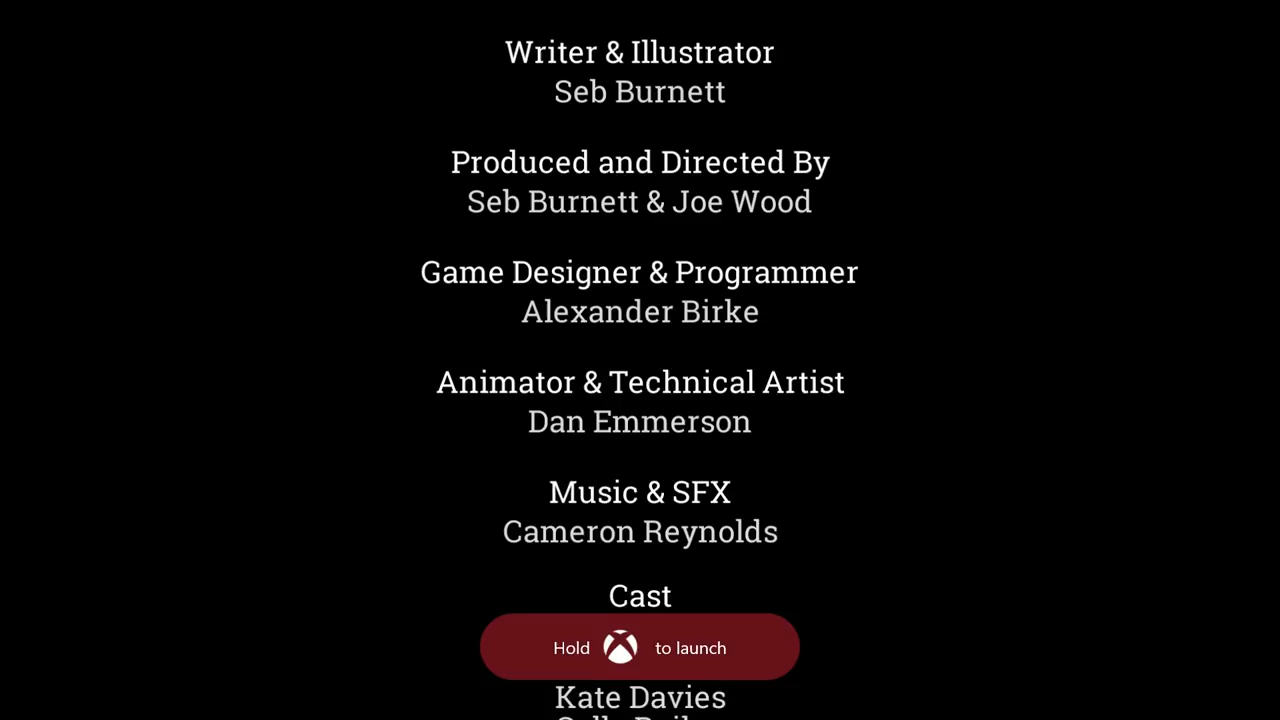 Writer & Illustrator
Seb Burnett
Produced and Directed By
Seb Burnett & Joe Wood
Game Designer & Programmer
Alexander Birke
Animator & Technical Artist
Dan Emmerson
Music & SFX
Cameron Reynolds
Cast
Hold to launch
Kate Davies